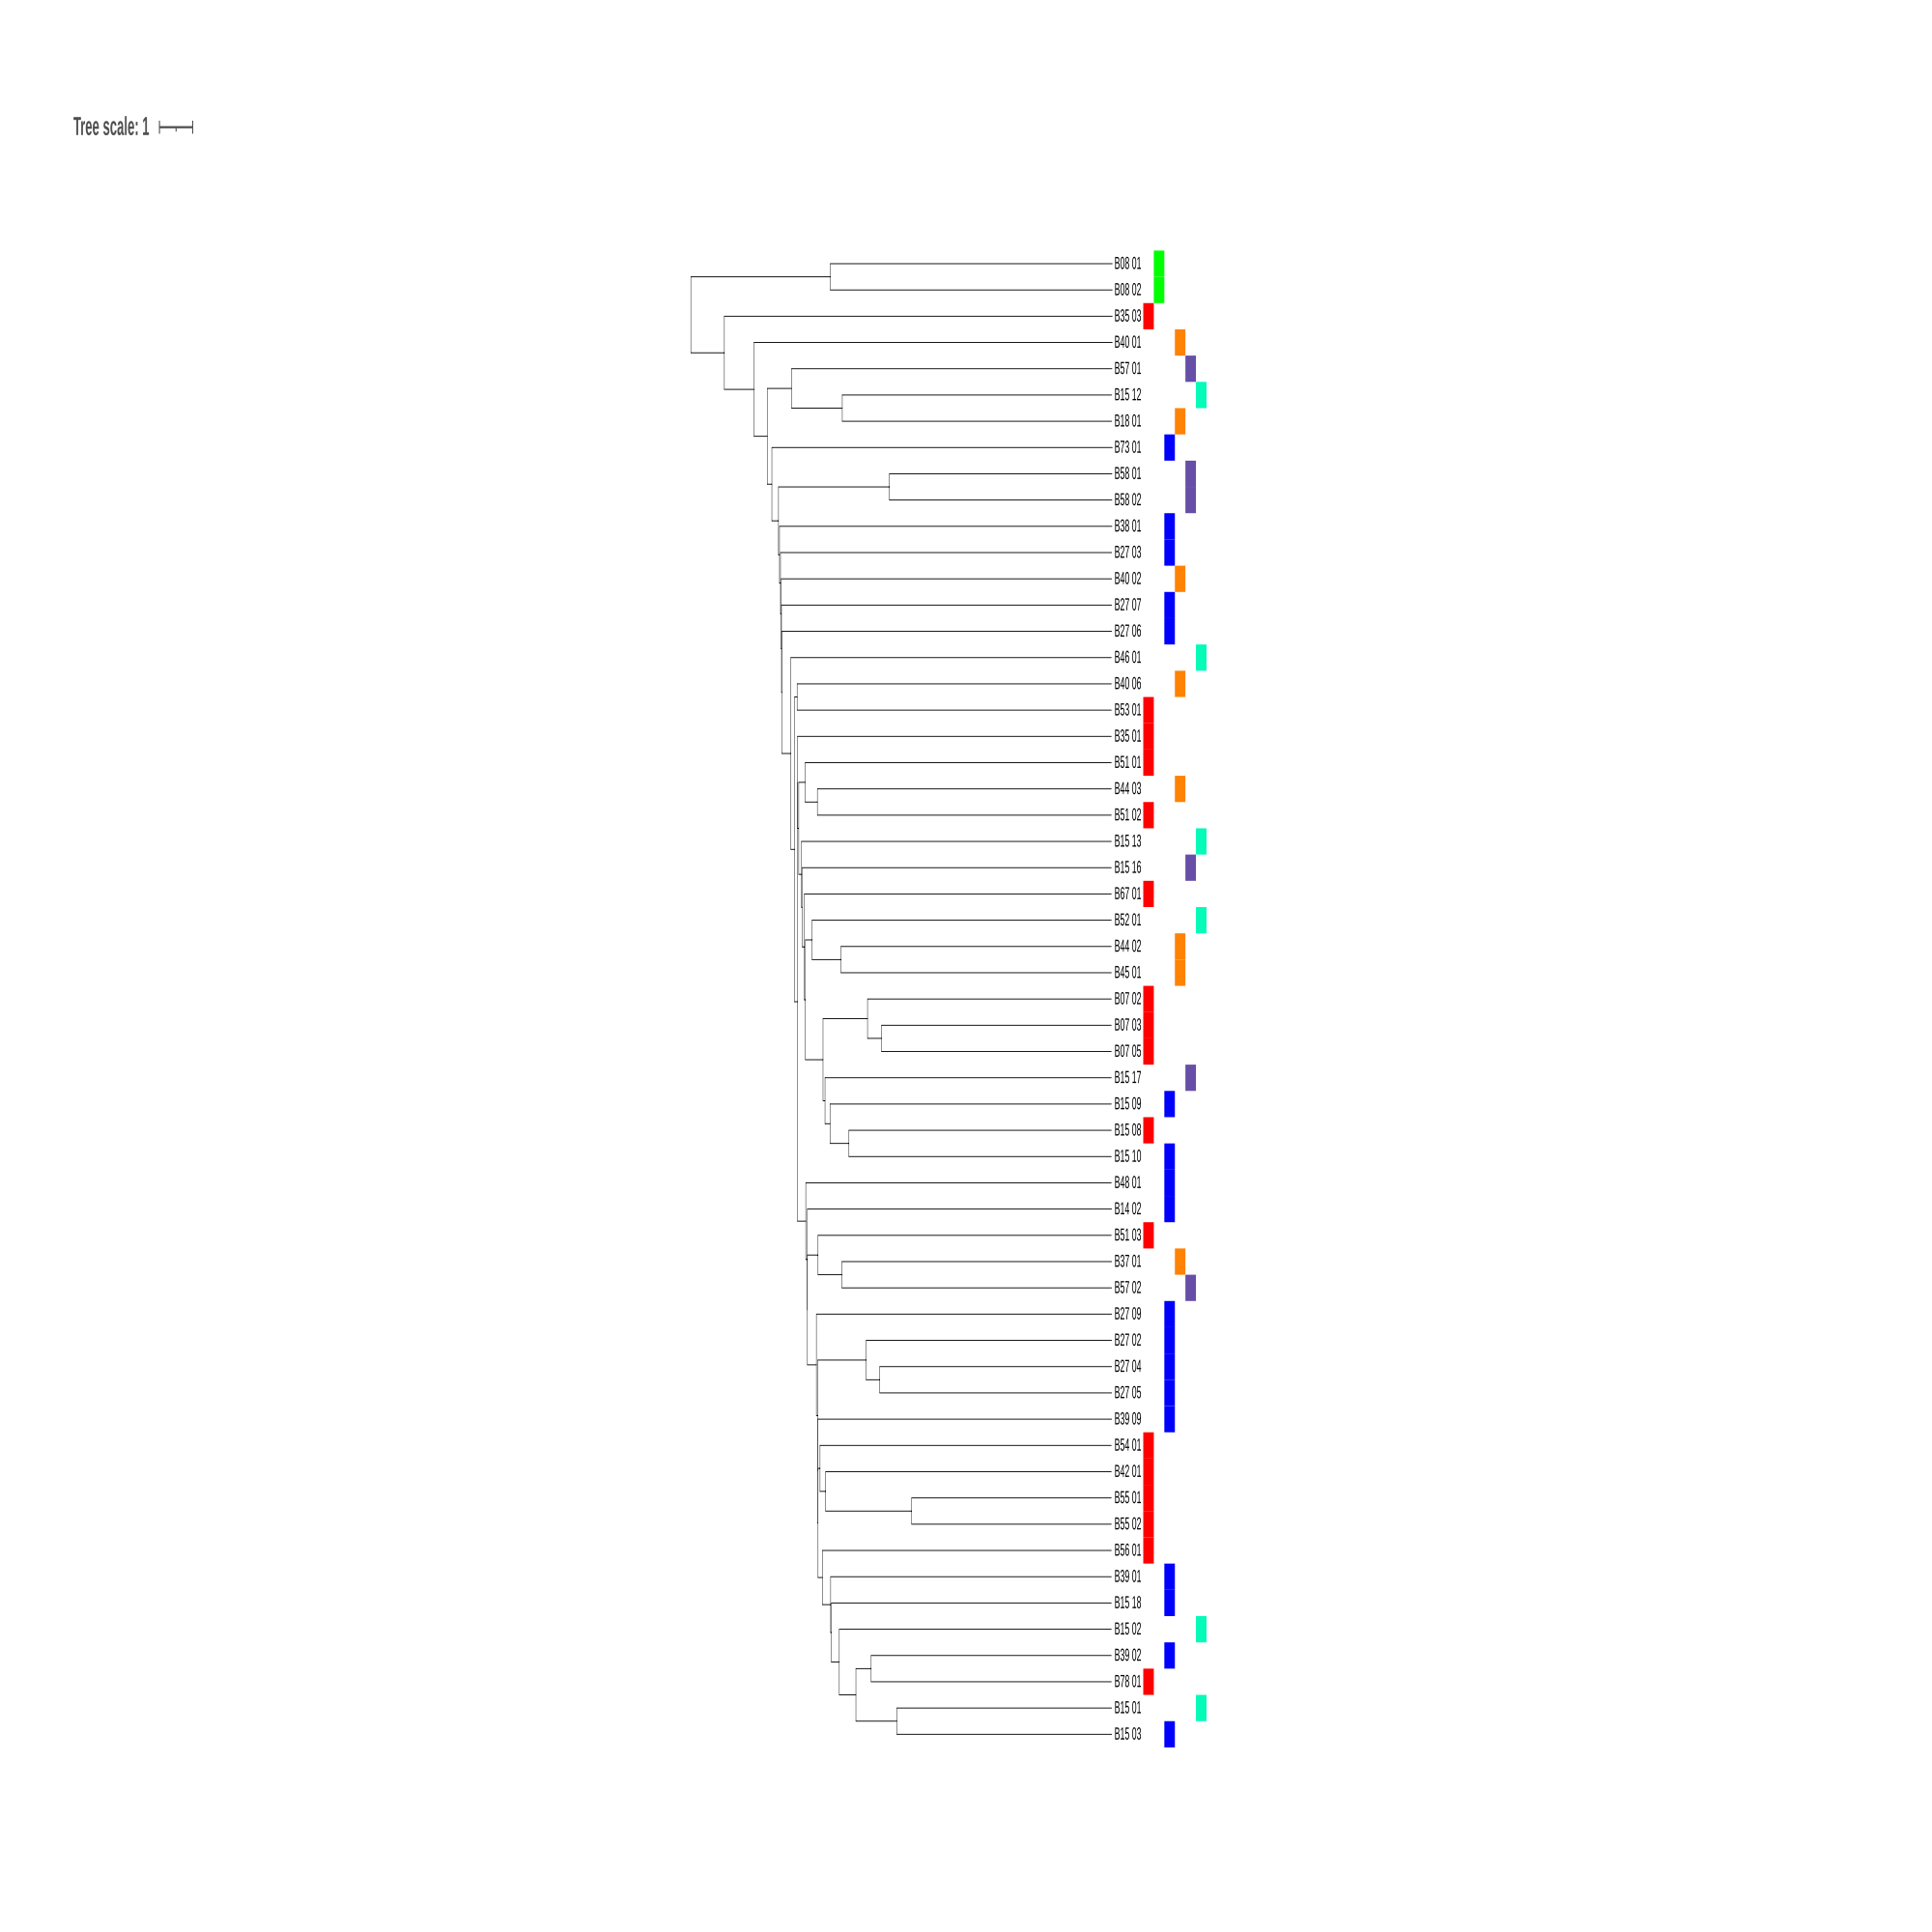 Tree scale: 1
B08 01
B08 02
B35 03
B40 01
B57 01
B15 12
B18 01
B73 01
B58 01
B58 02
B38 01
B27 03
B40 02
B27 07
B27 06
B46 01
B40 06
B53 01
B35 01
B51 01
B44 03
B51 02
B15 13
B15 16
B67 01
B52 01
B44 02
B45 01
B07 02
B07 03
B07 05
B15 17
B15 09
B15 08
B15 10
B48 01
B14 02
B51 03
B37 01
B57 02
B27 09
B27 02
B27 04
B27 05
B39 09
B54 01
B42 01
B55 01
B55 02
B56 01
B39 01
B15 18
B15 02
B39 02
B78 01
B15 01
B15 03